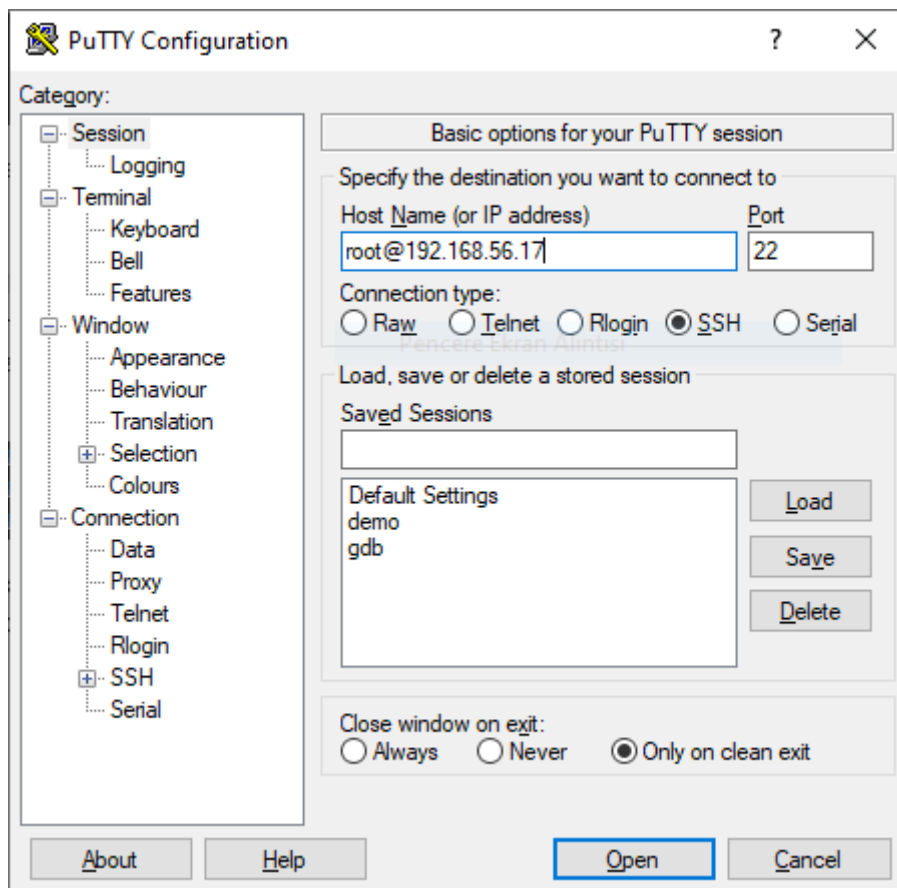 PuTTY Configuration
?
Category:
Session
Logging
Terminal
Keyboard
Bell
Features
Window
Appearance
Behaviour
Translation
Selection
Colours
Connection
Data
Proxy
Telnet
Rlogin
SSH
Serial
Basic options for your PuTTY session
Specify the destination you want to connect to
Host Name (or IP address) Port
root@192.168.56.17 22
Connection type:
Raw Telnet Rlogin SSH Serial
Pencere Ekran Alıntısı
Load, save or delete a stored session
Saved Sessions
Default Settings
demo
gdb
Load
Save
Delete
Close window on exit:
Always Never Only on clean exit
About Help Open Cancel